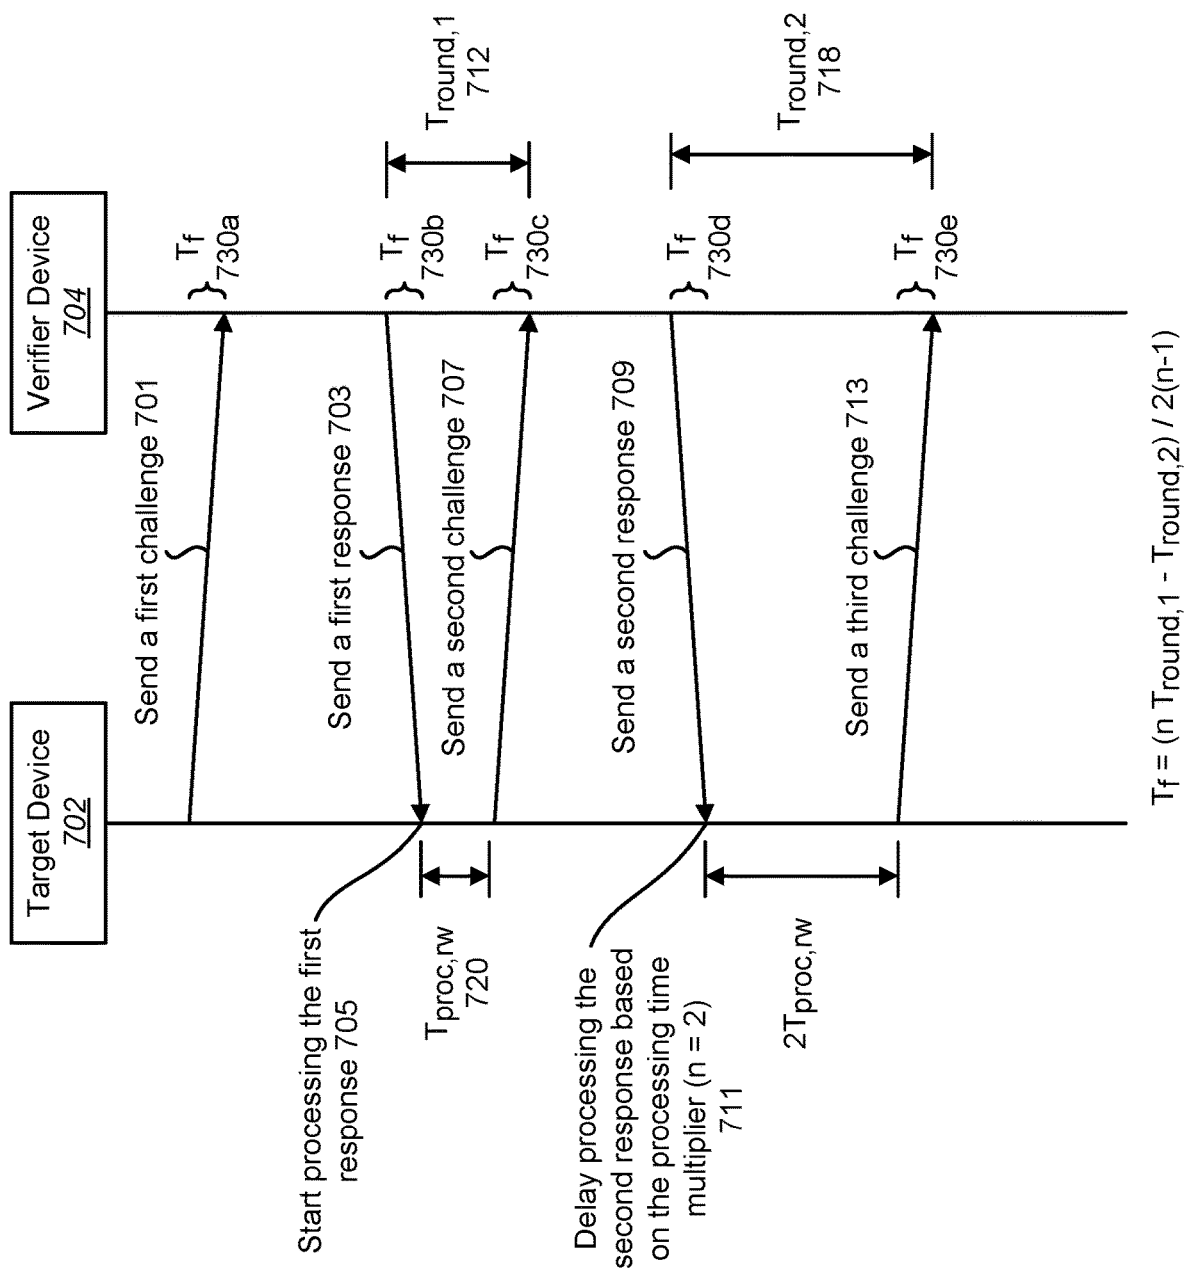 Target Device
702
Verifier Device
704
Send a first challenge 701
Tf
730a
Send a first response 703
Tf
730b
Tround,1
712
Start processing the first
response 705
Tproc,rw
720
Send a second challenge 707
Tf
730c
Send a second response 709
Tf
730d
Tround,2
718
Delay processing the
second response based
on the processing time
multiplier (n = 2)
711
2Tproc,rw
Send a third challenge 713
Tf
730e
Tf = (n Tround,1 - Tround,2) / 2(n-1)